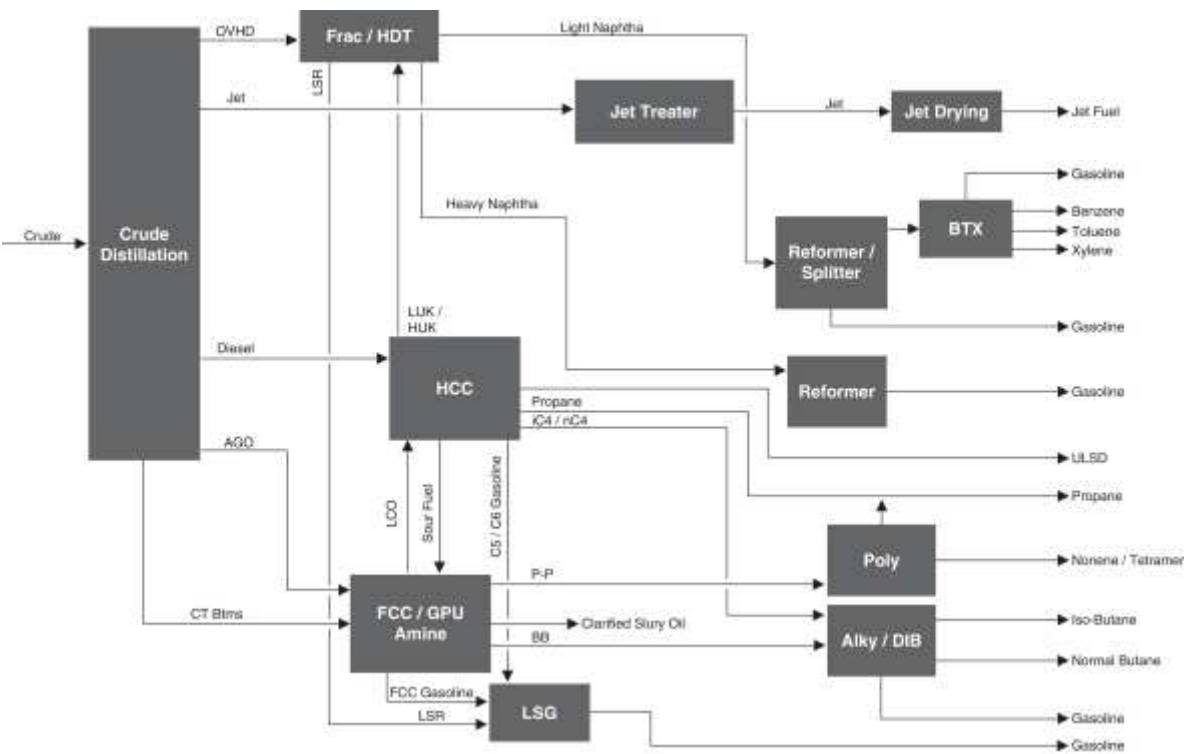 OVHD
Frac / HDT
Light Naphtha
LSR
Jet
Jet Treater
Jet
Jet Drying
Jet Fuel
Gasoline
Heavy Naphtha
BTX
Benzene
Toluene
Xylene
Crude
Crude
Distillation
Reformer /
Splitter
LUK /
HUK
Gasoline
Diesel
HCC
Reformer
Gasoline
Propane
iC4 / nC4
AGO
ULSD
LCO
Sour Fuel
C5 / C6 Gasoline
Propane
Poly
Nonene / Tetramer
P-P
CT Btms
FCC / GPU
Amine
Clarified Slury Oil
BB
Alky / DIB
Iso-Butane
Normal Butane
FCC Gasoline
LSR
LSG
Gasoline
Gasoline